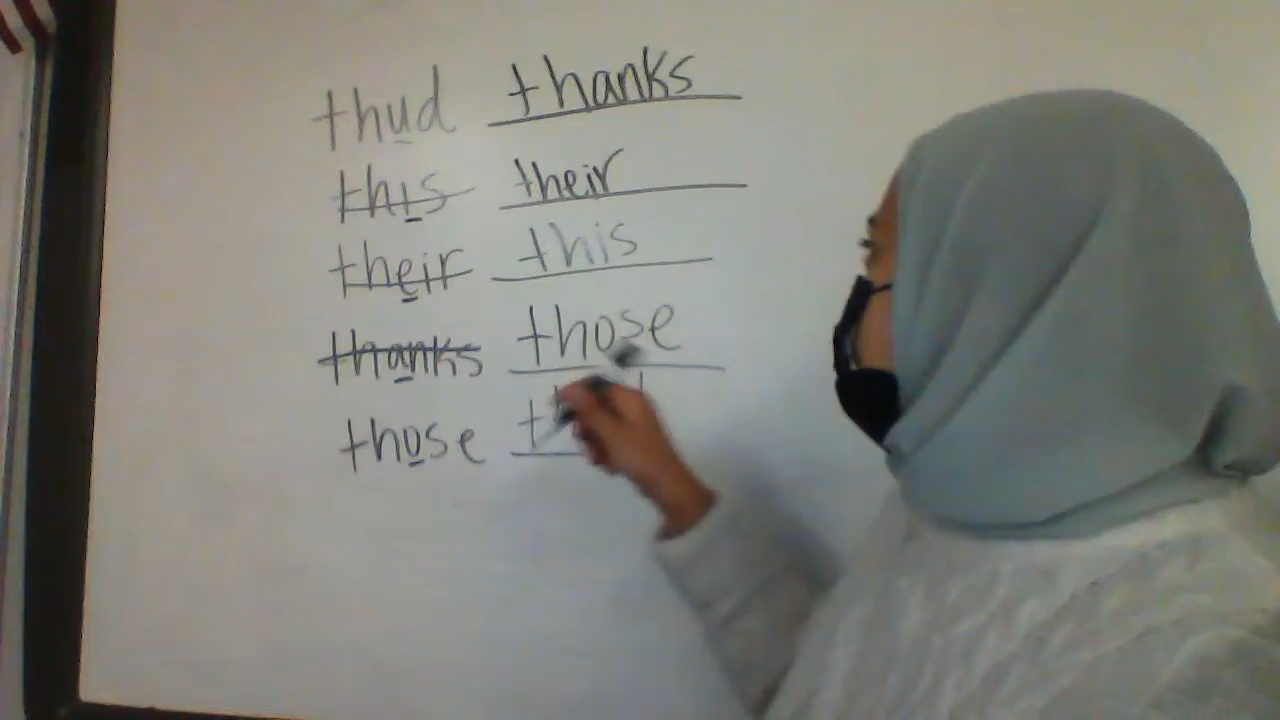 thud thanks
this their
their this
thanks those
those